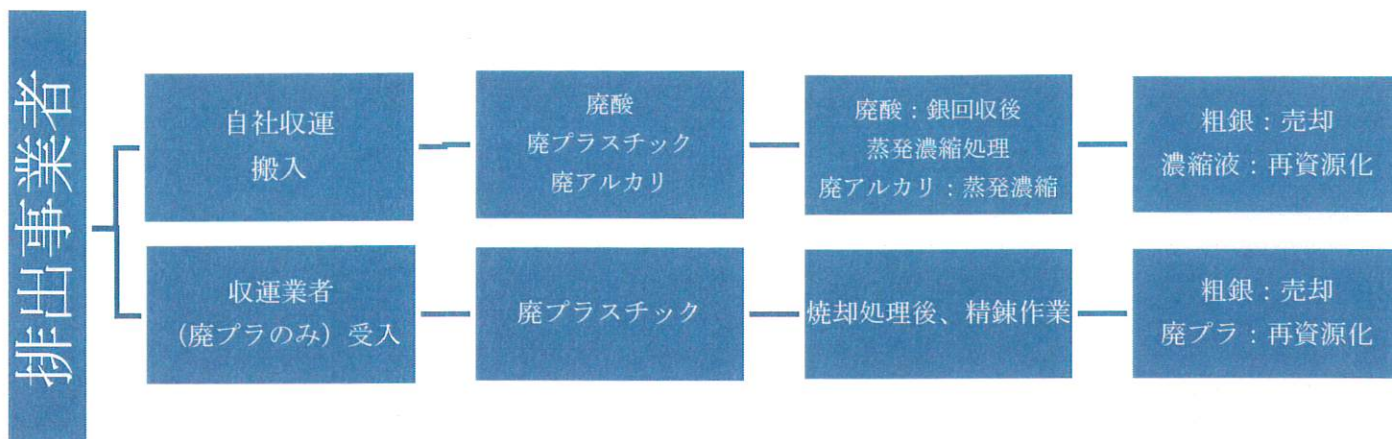 排出事業者
自社収運
搬入
廃酸
廃プラスチック
廃アルカリ
廃酸：銀回収後
蒸発濃縮処理
廃アルカリ：蒸発濃縮
粗銀：売却
濃縮液：再資源化
収運業者
(廃プラのみ) 受入
廃プラスチック
焼却処理後、精錬作業
粗銀：売却
廃プラ：再資源化